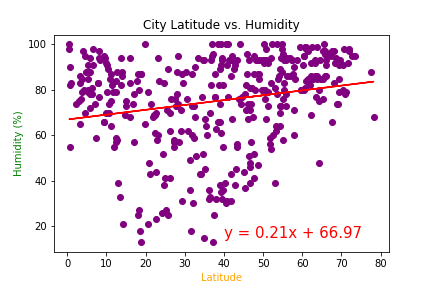 City Latitude vs. Humidity
Humidity (%)
100
80
60
40
20
y = 0.21x + 66.97
0 10 20 30 40 50 60 70 80
Latitude